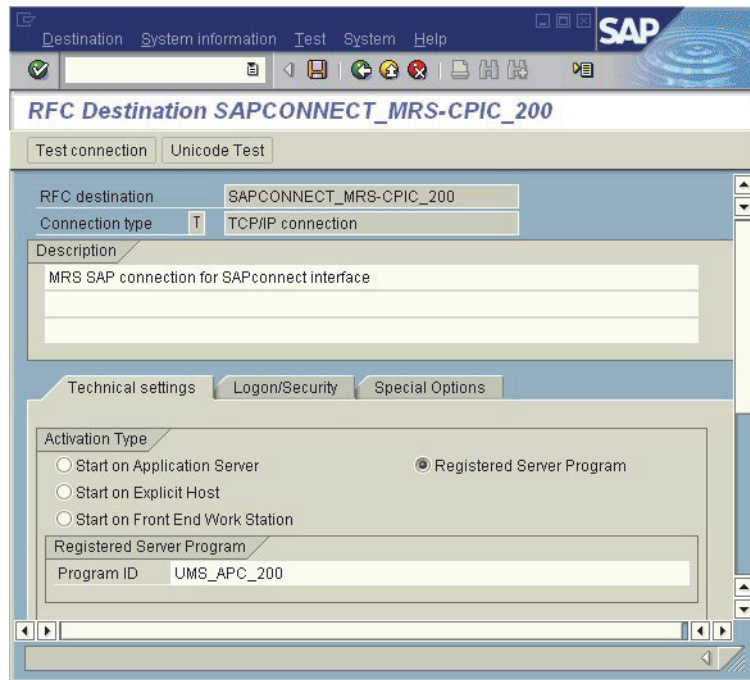 Destination System information Test System Help
SAP
RFC Destination SAPCONNECT_MRS-CPIC_200
Test connection Unicode Test
RFC destination SAPCONNECT_MRS-CPIC_200
Connection type T TCP/IP connection
Description
MRS SAP connection for SAPconnect interface
Technical settings Logon/Security Special Options
Activation Type
Start on Application Server Registered Server Program
Start on Explicit Host
Start on Front End Work Station
Registered Server Program
Program ID UMS_APC_200